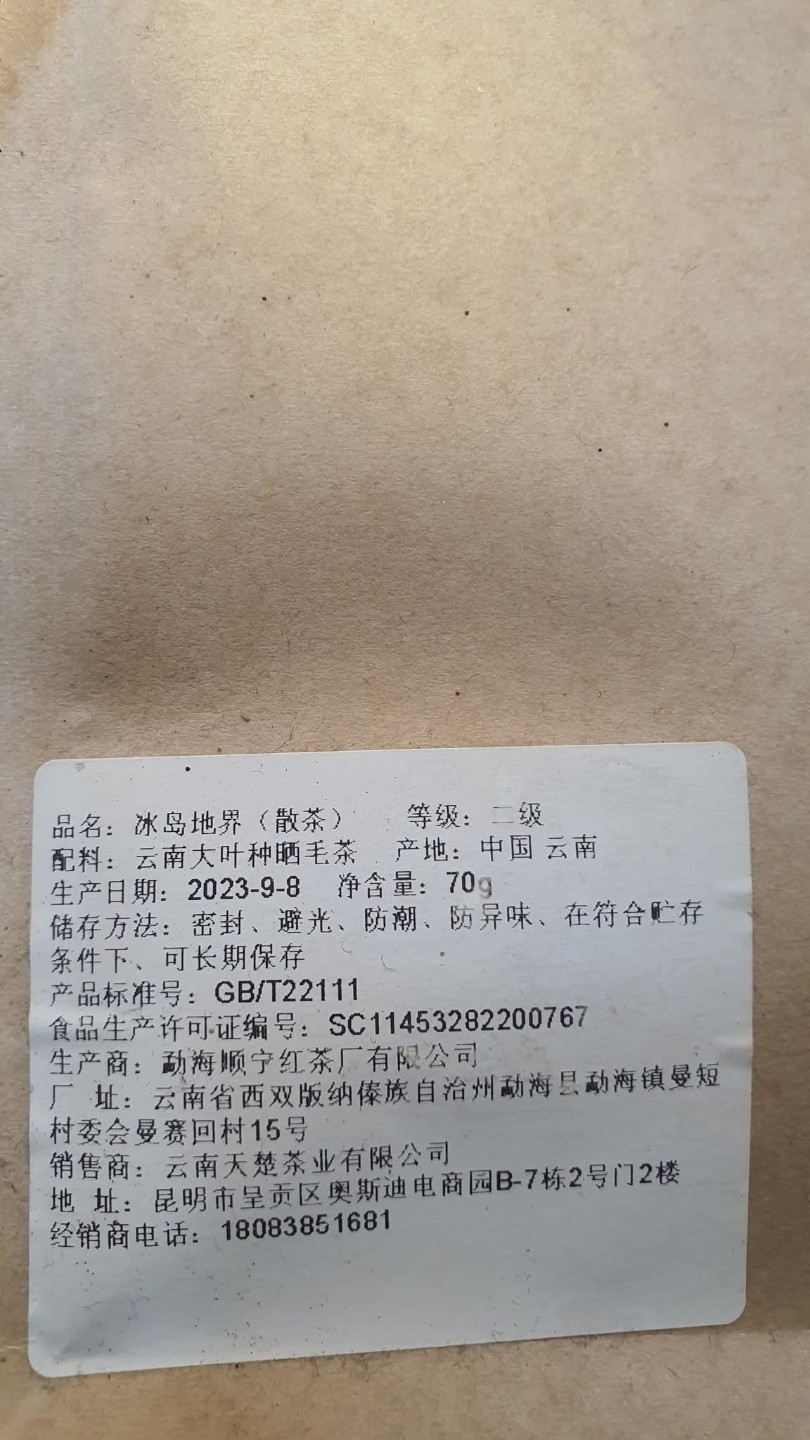 品名：冰岛地界（散茶） 等级：二级
配料：云南大叶种晒毛茶 产地：中国 云南
生产日期：2023-9-8 净含量：70g
储存方法：密封、避光、防潮、防异味、在符合贮存
条件下、可长期保存
产品标准号：GB/T22111
食品生产许可证编号：SC11453282200767
生产商：勐海顺宁红茶厂有限公司
厂 址：云南省西双版纳傣族自治州勐海县勐海镇曼短
村委会曼赛回村15号
销售商：云南天楚茶业有限公司
地 址：昆明市呈贡区奥斯迪电商园B-7栋2号门2楼
经销商电话：18083851681